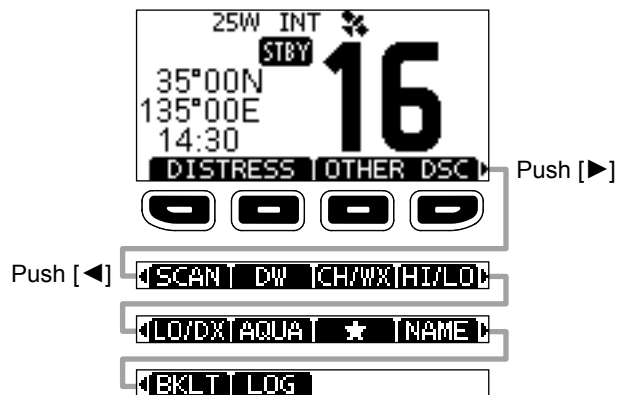 25W INT
STBY
16
35°00N
135°00E
14:30
DISTRESS OTHER DSC
Push [►]
Push [◄]
SCAN DW CH/WX HI/LO
LO/DX AQUA ★ NAME
BKLT LOG